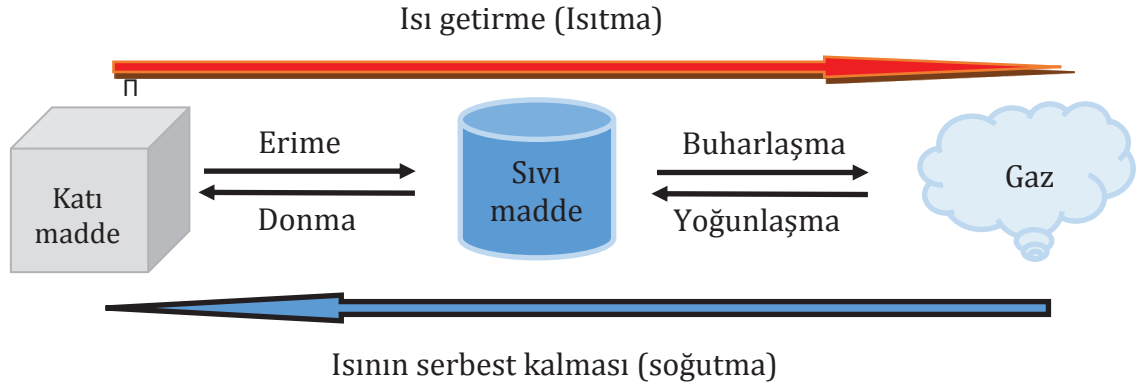 Isı getirme (Isıtma)
Π
Erime
Buharlaşma
Katı
madde
Sıvı
madde
Gaz
Donma
Yoğunlaşma
Isının serbest kalması (soğutma)